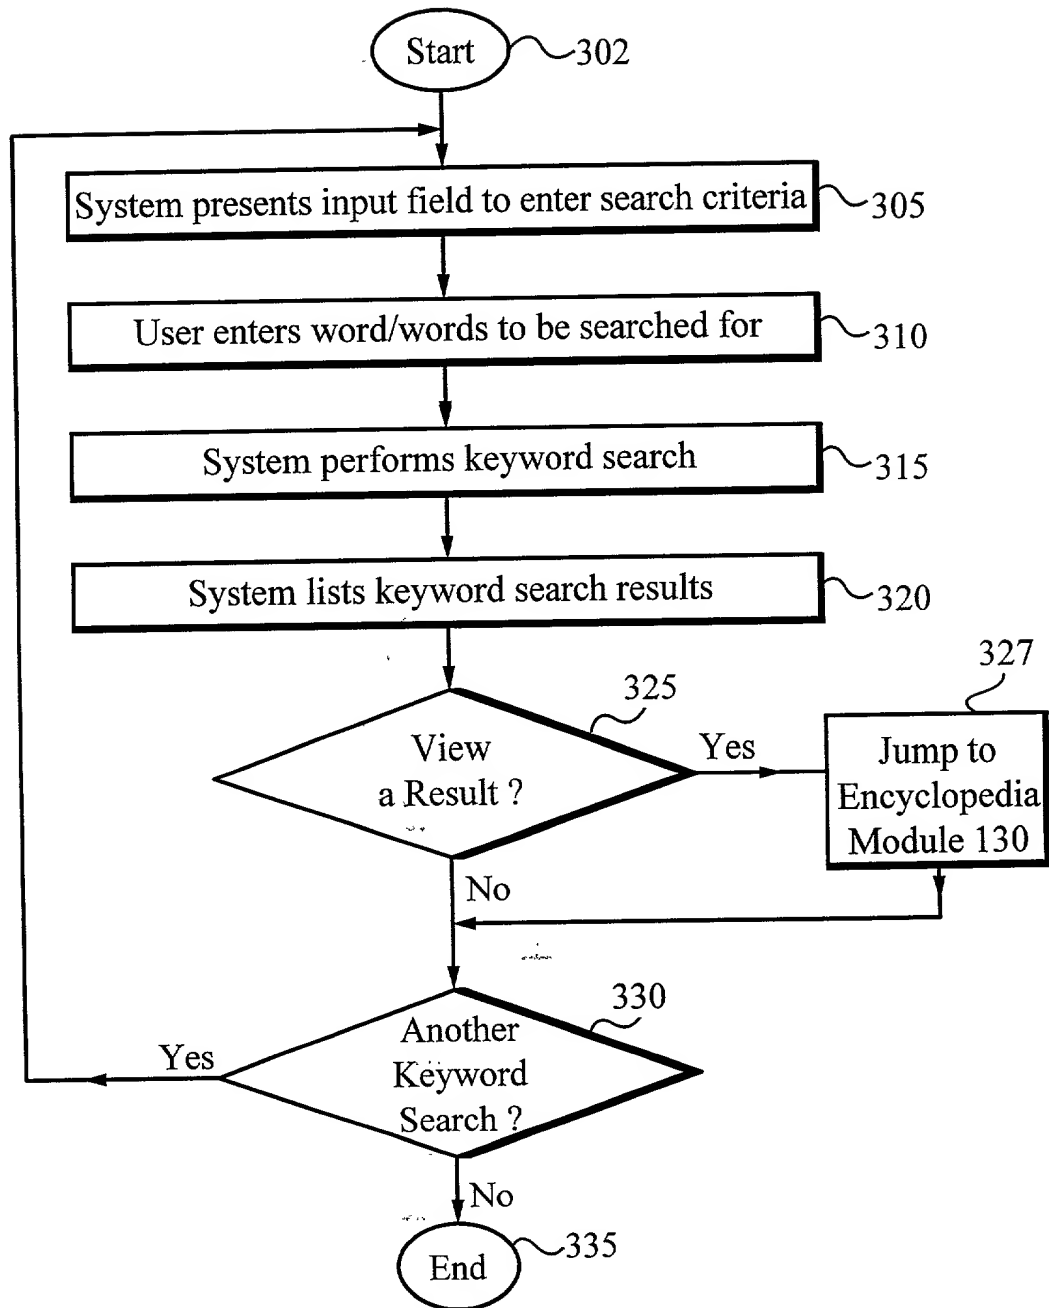 Start
302
System presents input field to enter search criteria
305
User enters word/words to be searched for
310
System performs keyword search
315
System lists keyword search results
320
325
View
a Result ?
Yes
327
Jump to
Encyclopedia
Module 130
No
330
Another
Keyword
Search ?
Yes
No
End
335